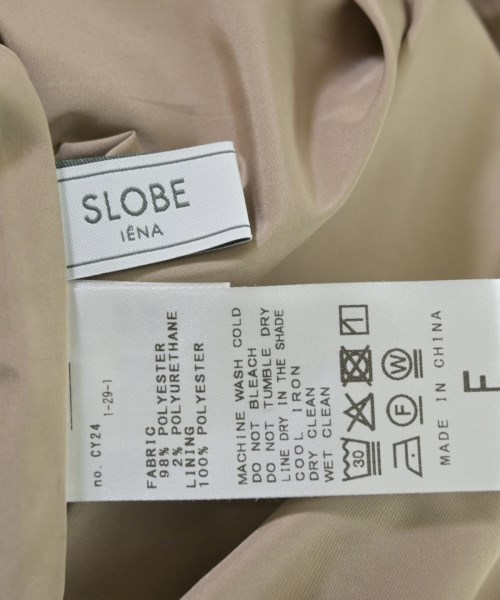 SLOBE
IÉNA
no. CY24 1-29-1
FABRIC
98% POLYESTER
2% POLYURETHANE
LINING
100% POLYESTER
MACHINE WASH COLD
DO NOT BLEACH
DO NOT TUMBLE DRY
LINE DRY IN THE SHADE
COOL IRON
DRY CLEAN
WET CLEAN
30
F
W
MADE IN CHINA
F